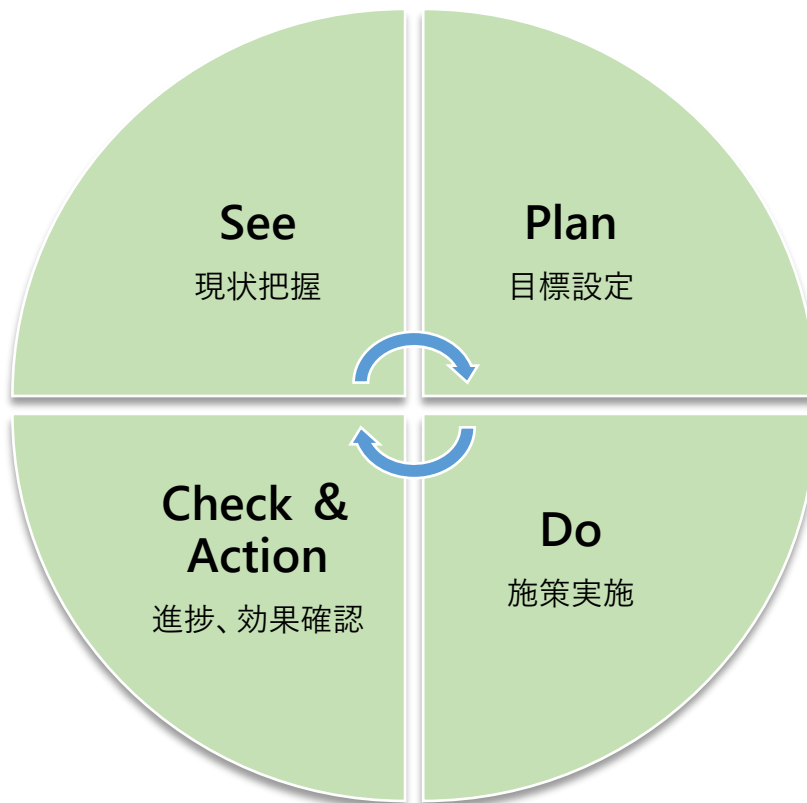 See
現状把握
Plan
目標設定
Do
施策実施
Check &
Action
進捗、効果確認